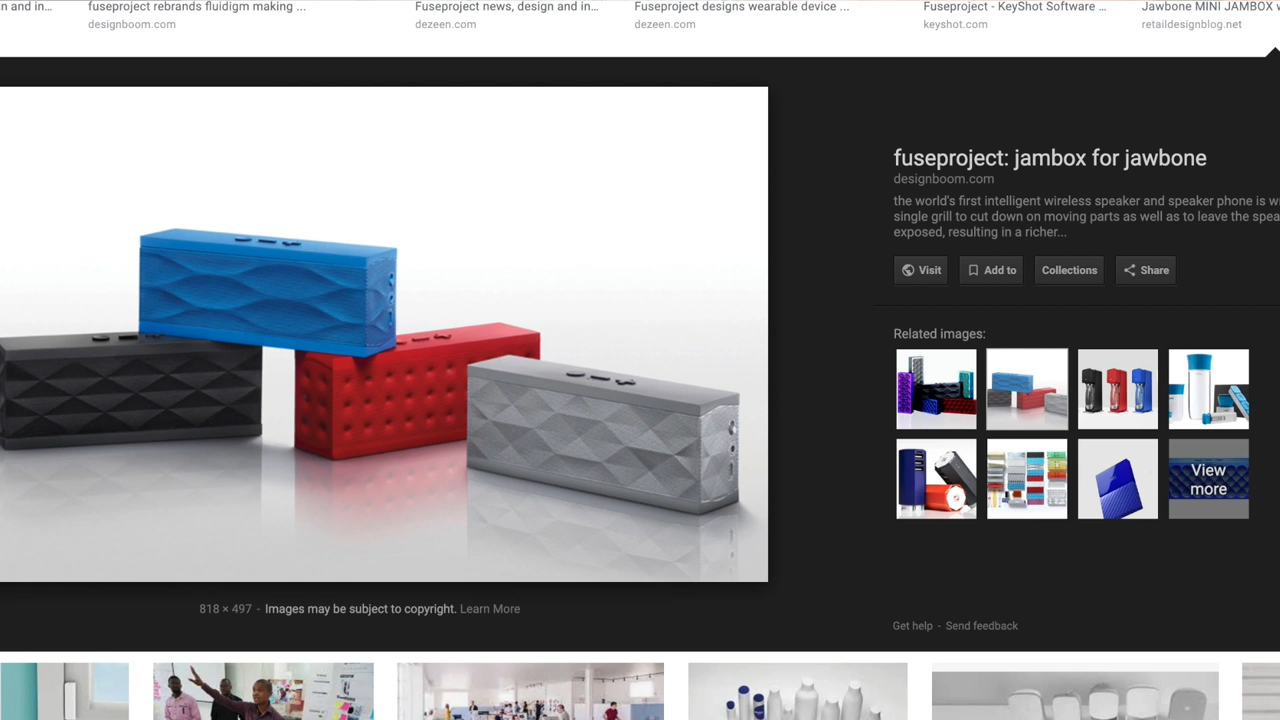 n and in...
fuseproject rebrands fluidigm making ...
Fuseproject news, design and in...
Fuseproject designs wearable device ...
Fuseproject - KeyShot Software ...
Jawbone MINI JAMBOX
designboom.com
dezeen.com
dezeen.com
keyshot.com
retaildesignblog.net
fuseproject: jambox for jawbone
designboom.com
the world's first intelligent wireless speaker and speaker phone is
single grill to cut down on moving parts as well as to leave the
exposed, resulting in a richer...
Visit
Add to
Collections
Share
Related images:
View
more
818 × 497 - Images may be subject to copyright. Learn More
Get help - Send feedback